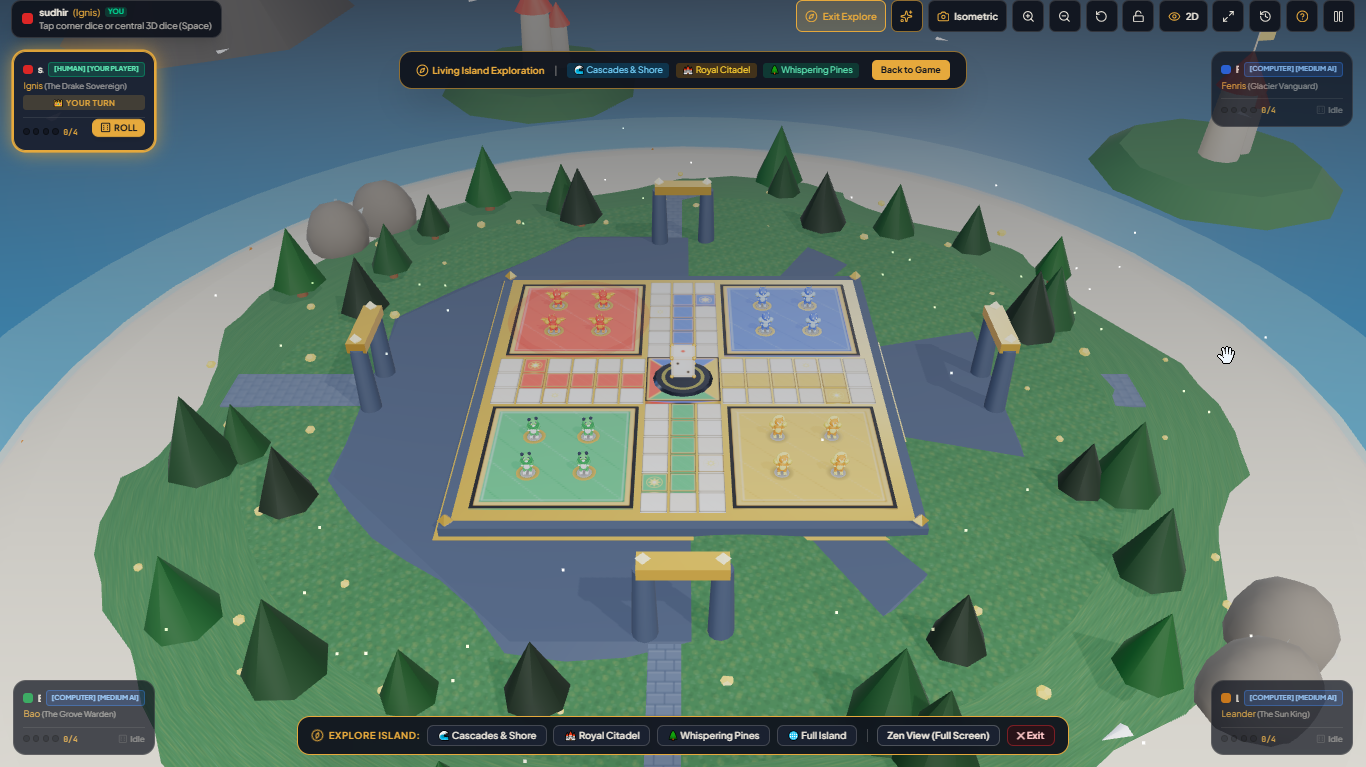 sudhir (Ignis) YOU
Tap corner dice or central 3D dice (Space)
Exit Explore
Isometric
2D
[HUMAN] [YOUR PLAYER]
Ignis (The Drake Sovereign)
YOUR TURN
0/4
ROLL
Living Island Exploration | Cascades & Shore Royal Citadel Whispering Pines Back to Game
[COMPUTER] [MEDIUM AI]
Fenris (Glacier Vanguard)
0/4 Idle
[COMPUTER] [MEDIUM AI]
Bao (The Grove Warden)
0/4 Idle
EXPLORE ISLAND: Cascades & Shore Royal Citadel Whispering Pines Full Island Zen View (Full Screen) X Exit
[COMPUTER] [MEDIUM AI]
Leander (The Sun King)
0/4 Idle